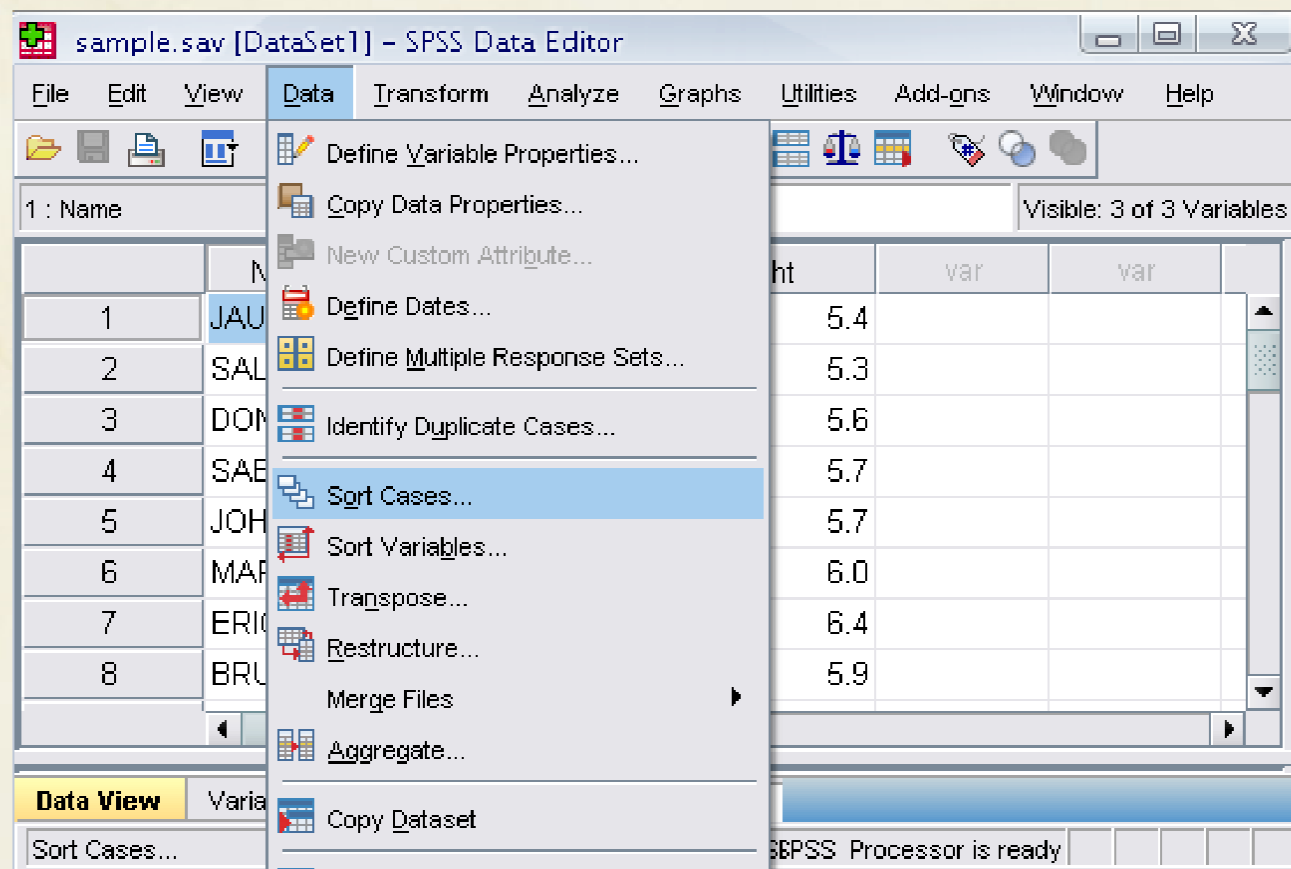 sample.sav [DataSet1] – SPSS Data Editor
File Edit View Data Transform Analyze Graphs Utilities Add-ons Window Help
1 : Name
Visible: 3 of 3 Variables
Define Variable Properties...
Copy Data Properties...
New Custom Attribute...
Define Dates...
Define Multiple Response Sets...
Identify Duplicate Cases...
Sort Cases...
Sort Variables...
Transpose...
Restructure...
Merge Files
Aggregate...
Copy Dataset
N ht var var
1 JAU 5.4
2 SAL 5.3
3 DON 5.6
4 5.7
5 JOH 5.7
6 MAR 6.0
7 ERIC 6.4
8 BRU 5.9
Data View Varia
Sort Cases... SPSS Processor is ready